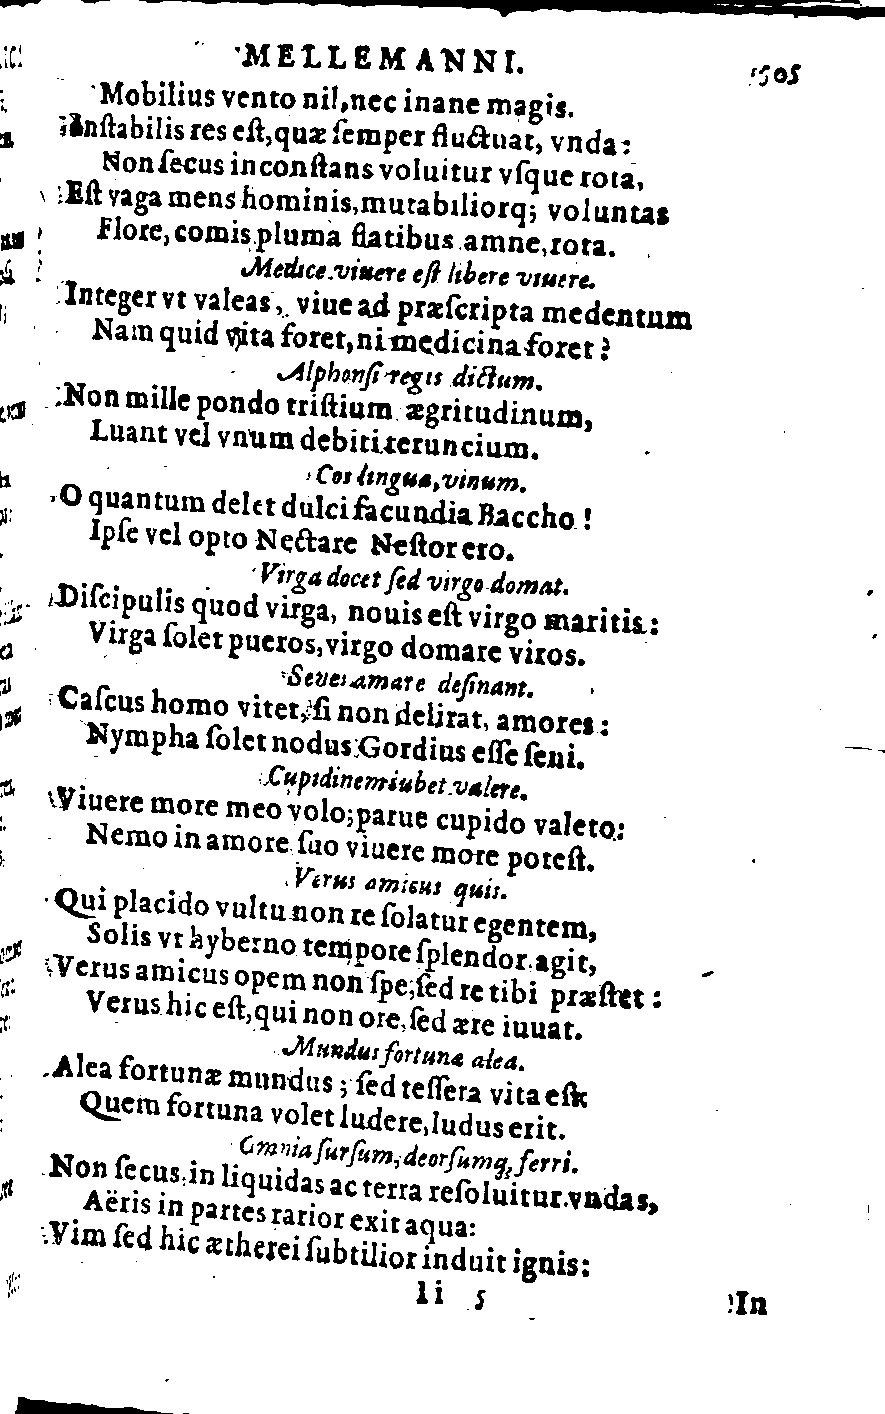 MELLEMANNI. 505
Mobilius vento nil, nec inane magis.
Instabilis res eſt, quæ ſemper fluctuat, vnda:
Non ſecus inconſtans voluitur vſque rota,
Eſt vaga mens hominis, mutabiliorq; voluntas
Flore, comis pluma flatibus amne, rota.
Medice viuere eſt libere viuere.
Integer vt valeas, viue ad præſcripta medentum
Nam quid vita foret, ni medicina foret?
Alphonſi regis dictum.
Non mille pondo triſtium ægritudinum,
Luant vel vnum debiti teruncium.
Cos lingua, vinum.
O quantum delet dulci facundia Baccho!
Ipſe vel opto Nectare Neſtor ero.
Virga docet ſed virgo domat.
Diſcipulis quod virga, nouis eſt virgo maritis:
Virga ſolet pueros, virgo domare viros.
Senes amare deſinant.
Caſcus homo vitet, ſi non delirat, amores:
Nympha ſolet nodus Gordius eſſe ſeni.
Cupidinem iubet valere.
Viuere more meo volo; parue cupido valeto:
Nemo in amore ſuo viuere more poteſt.
Verus amicus quis.
Qui placido vultu non re ſolatur egentem,
Solis vt hyberno tempore ſplendor agit,
Verus amicus opem non ſpe; ſed re tibi præſtet:
Verus hic eſt, qui non ore, ſed ære iuuat.
Mundus fortunæ alea.
Alea fortunæ mundus; ſed teſſera vita eſt
Quem fortuna volet ludere, ludus erit.
Omnia ſurſum, deorſumq, ferri.
Non ſecus in liquidas ac terra reſoluitur vndas,
Aëris in partes rarior exit aqua:
Vim ſed hic ætherei ſubtilior induit ignis:
Ii 5 In